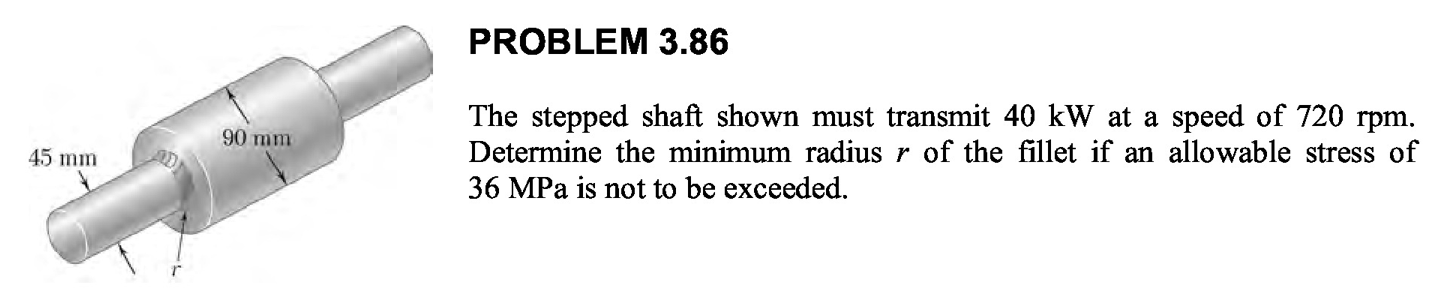 PROBLEM 3.86
The stepped shaft shown must transmit 40 kW at a speed of 720 rpm.
Determine the minimum radius r of the fillet if an allowable stress of
36 MPa is not to be exceeded.
90 mm
45 mm
r